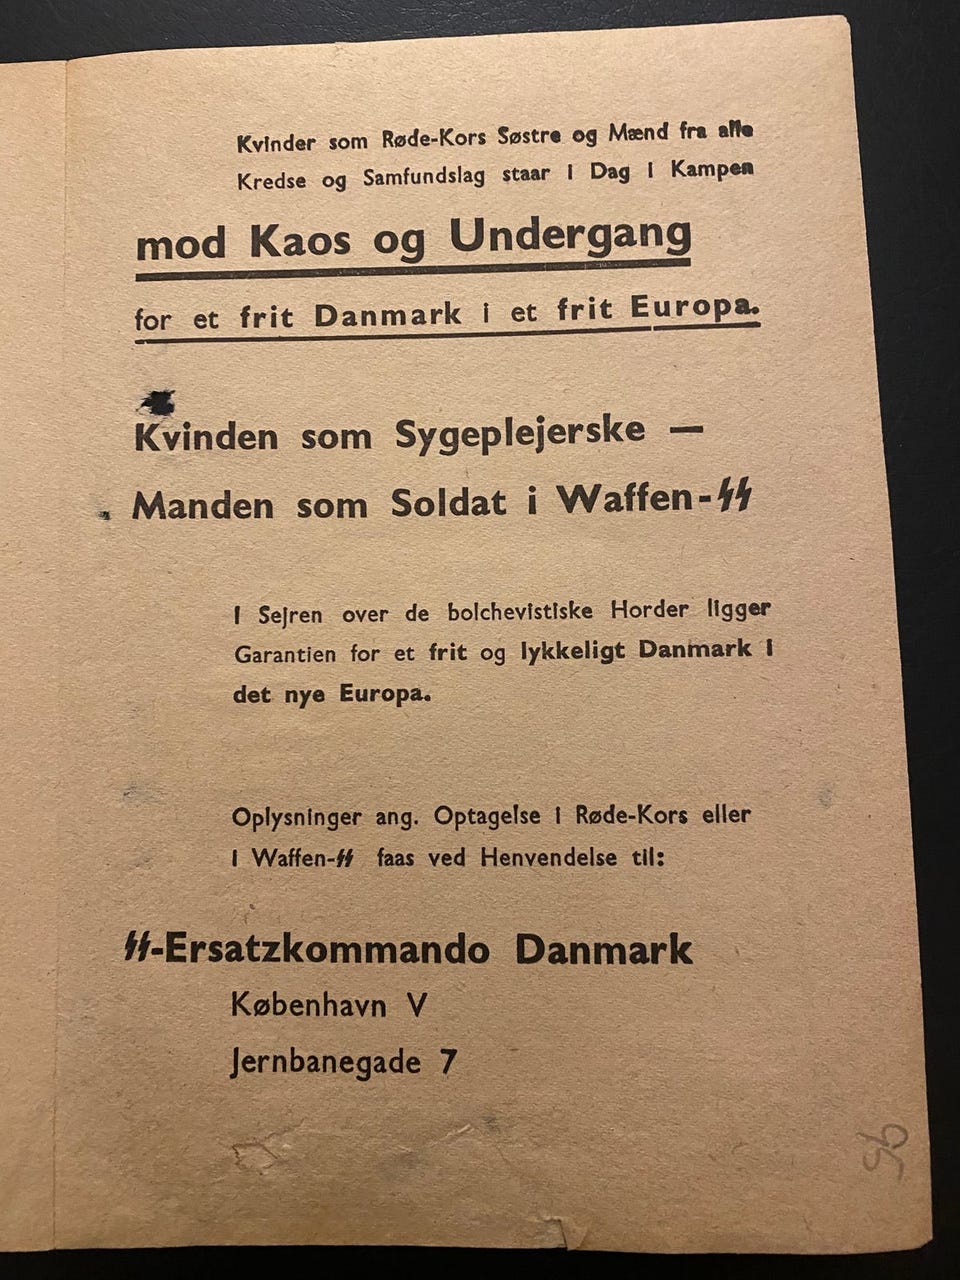 Kvinder som Røde-Kors Søstre og Mænd fra alle
Kredse og Samfundslag staar i Dag i Kampen
mod Kaos og Undergang
for et frit Danmark i et frit Europa.
Kvinden som Sygeplejerske —
Manden som Soldat i Waffen-ᛋᛋ
I Sejren over de bolchevistiske Horder ligger
Garantien for et frit og lykkeligt Danmark i
det nye Europa.
Oplysninger ang. Optagelse i Røde-Kors eller
i Waffen-ᛋᛋ faas ved Henvendelse til:
ᛋᛋ-Ersatzkommando Danmark
København V
Jernbanegade 7